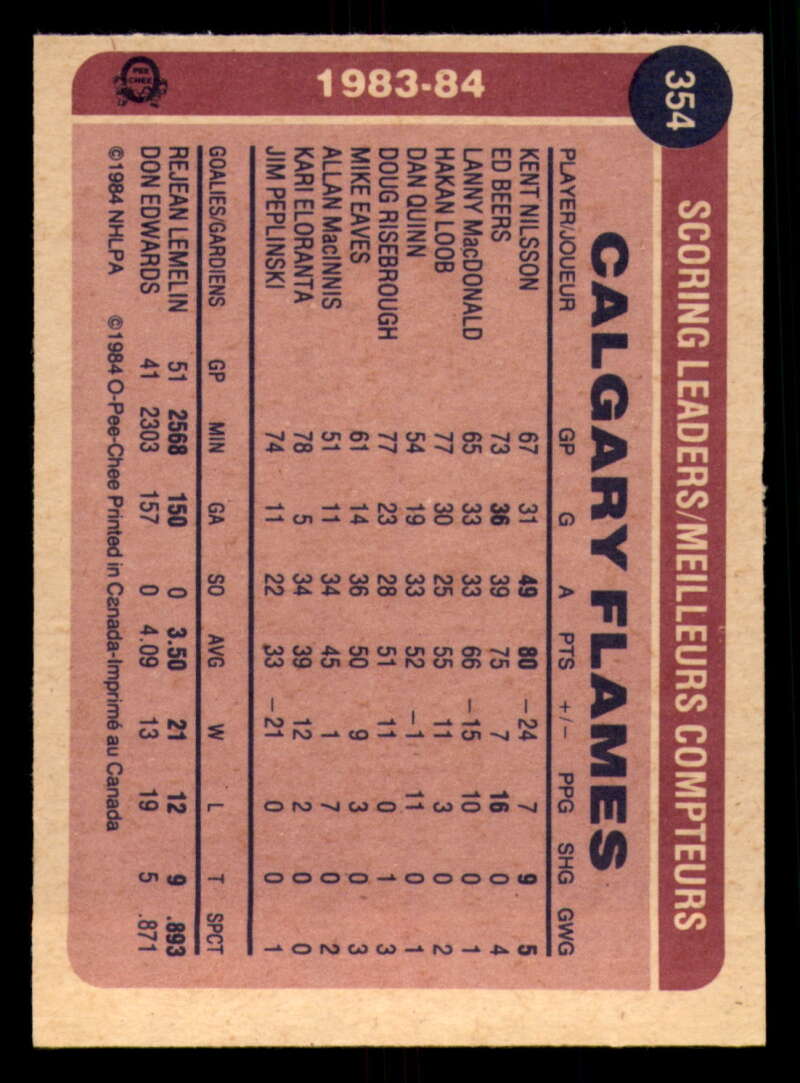 354
SCORING LEADERS/MEILLEURS COMPTEURS
1983-84
CALGARY FLAMES
PLAYER/JOUEUR GP G A PTS +/- PPG SHG GWG
KENT NILSSON 67 31 49 80 -24 7 9 5
ED BEERS 73 36 39 75 7 16 0 4
LANNY MacDONALD 65 33 33 66 -15 10 0 1
HAKAN LOOB 77 30 25 55 11 3 0 2
DAN QUINN 54 19 33 52 -1 11 0 1
DOUG RISEBROUGH 77 23 28 51 11 0 1 3
MIKE EAVES 61 14 36 50 9 3 0 3
ALLAN MacINNIS 51 11 34 45 1 7 0 2
KARI ELORANTA 78 5 34 39 12 2 0 0
JIM PEPLINSKI 74 11 22 33 -21 0 0 1
GOALIES/GARDIENS GP MIN GA SO AVG W L T SPCT
REJEAN LEMELIN 51 2568 150 0 3.50 21 12 9 .893
DON EDWARDS 41 2303 157 0 4.09 13 19 5 .871
©1984 NHLPA ©1984 O-Pee-Chee Printed in Canada-Imprimé au Canada
PEE
CHEE